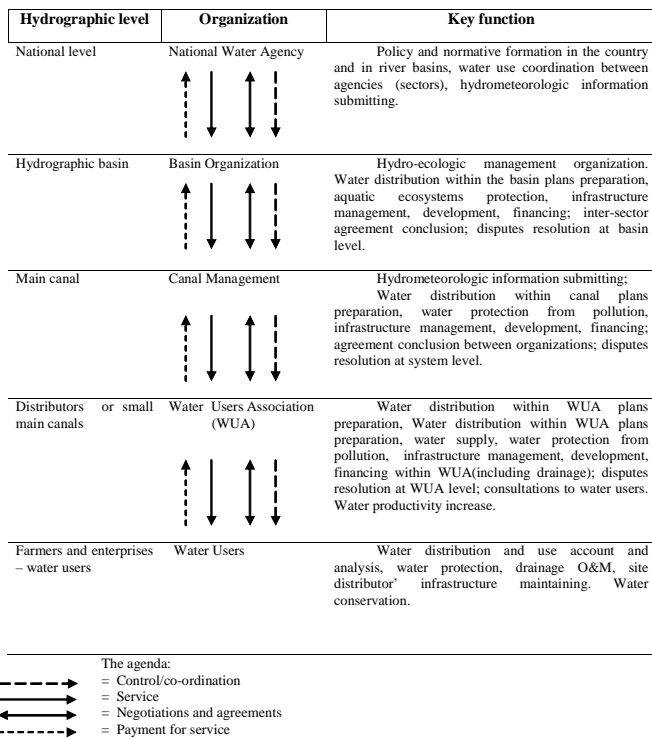 Hydrographic level Organization Key function
National level National Water Agency Policy and normative formation in the country
and in river basins, water use coordination between
agencies (sectors), hydrometeorologic information
submitting.
Hydrographic basin Basin Organization Hydro-ecologic management organization.
Water distribution within the basin plans preparation,
aquatic ecosystems protection, infrastructure
management, development, financing; inter-sector
agreement conclusion; disputes resolution at basin
level.
Main canal Canal Management Hydrometeorologic information submitting;
Water distribution within canal plans
preparation, water protection from pollution,
infrastructure management, development, financing;
agreement conclusion between organizations; disputes
resolution at system level.
Distributors or small Water Users Association Water distribution within WUA plans
main canals (WUA) preparation, Water distribution within WUA plans
preparation, water supply, water protection from
pollution, infrastructure management, development,
financing within WUA(including drainage); disputes
resolution at WUA level; consultations to water users.
Water productivity increase.
Farmers and enterprises Water Users Water distribution and use account and
– water users analysis, water protection, drainage O&M, site
distributor’ infrastructure maintaining. Water
conservation.
The agenda:
= Control/co-ordination
= Service
= Negotiations and agreements
= Payment for service